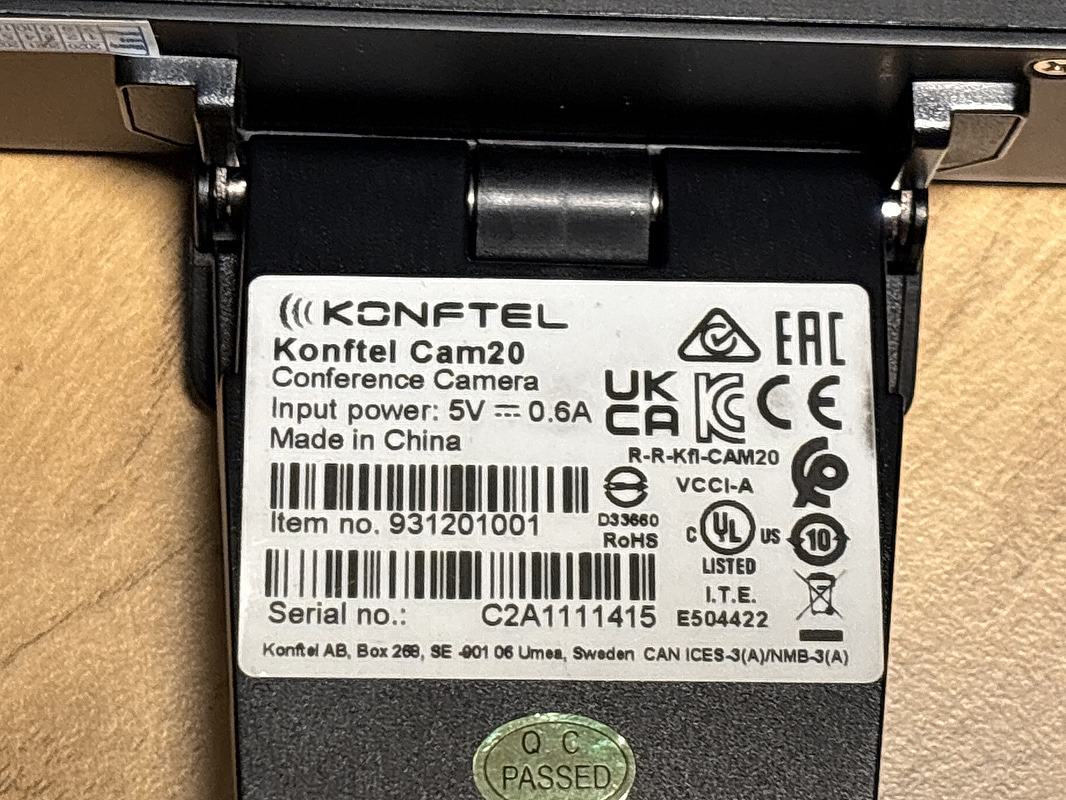 KONFTEL
Konftel Cam20
Conference Camera
Input power: 5V ⎓ 0.6A
Made in China
EAC
UK
CA
KC
CE
R-R-Kfl-CAM20
VCCI-A
Item no. 931201001
D33660
RoHS
C UL US
LISTED
10
I.T.E.
E504422
Serial no.: C2A1111415
Konftel AB, Box 268, SE -901 06 Umea, Sweden CAN ICES-3(A)/NMB-3(A)
Q C
PASSED